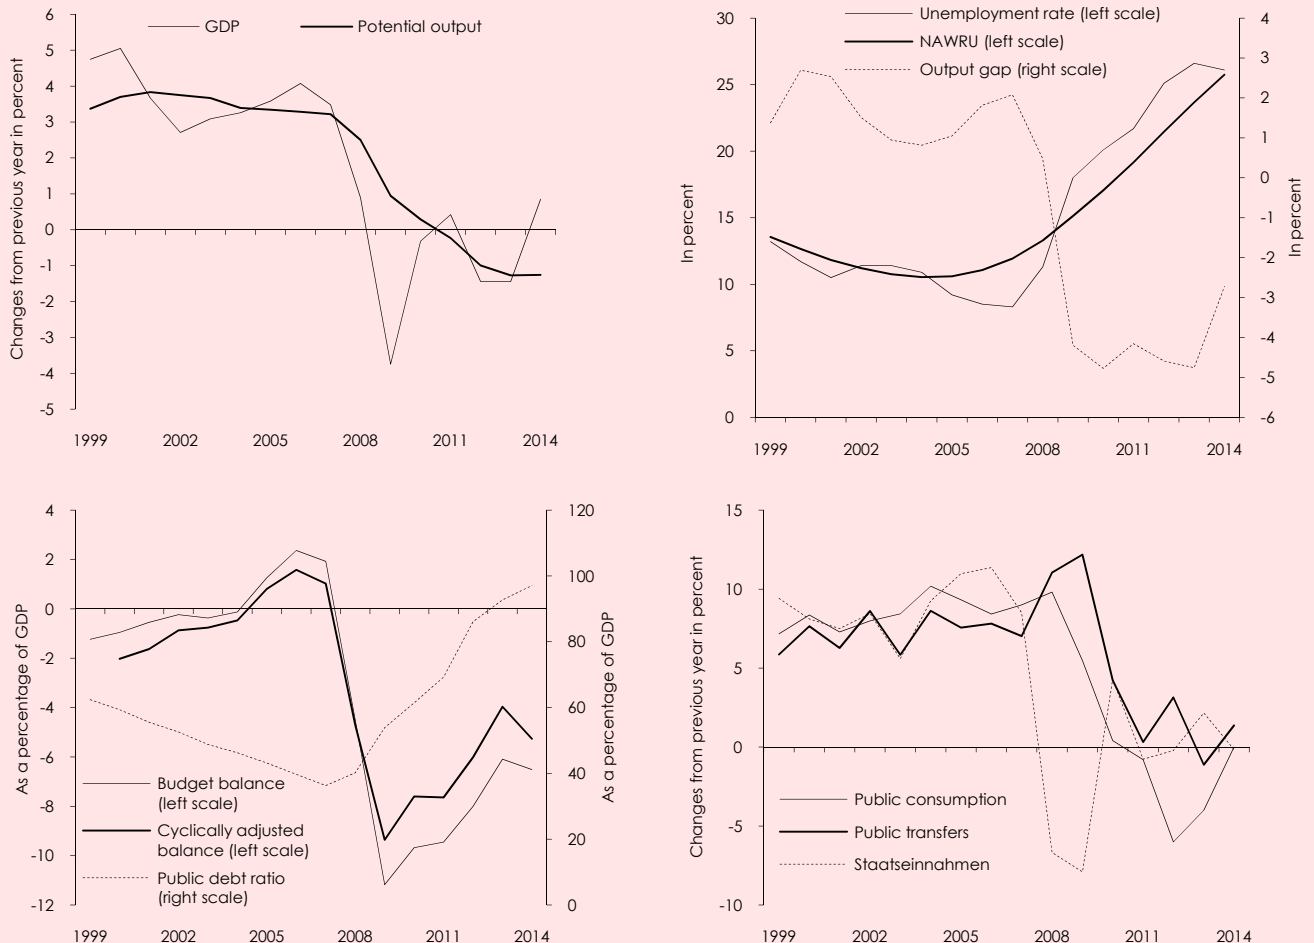 GDP Potential output
Changes from previous year in percent
6
5
4
3
2
1
0
-1
-2
-3
-4
-5
1999 2002 2005 2008 2011 2014
Unemployment rate (left scale)
NAWRU (left scale)
Output gap (right scale)
In percent
30
25
20
15
10
5
0
4
3
2
1
0
-1
-2
-3
-4
-5
-6
In percent
1999 2002 2005 2008 2011 2014
As a percentage of GDP
4
2
0
-2
-4
-6
-8
-10
-12
120
100
80
60
40
20
0
As a percentage of GDP
Budget balance
(left scale)
Cyclically adjusted
balance (left scale)
Public debt ratio
(right scale)
1999 2002 2005 2008 2011 2014
Changes from previous year in percent
15
10
5
0
-5
-10
Public consumption
Public transfers
Staatseinnahmen
1999 2002 2005 2008 2011 2014